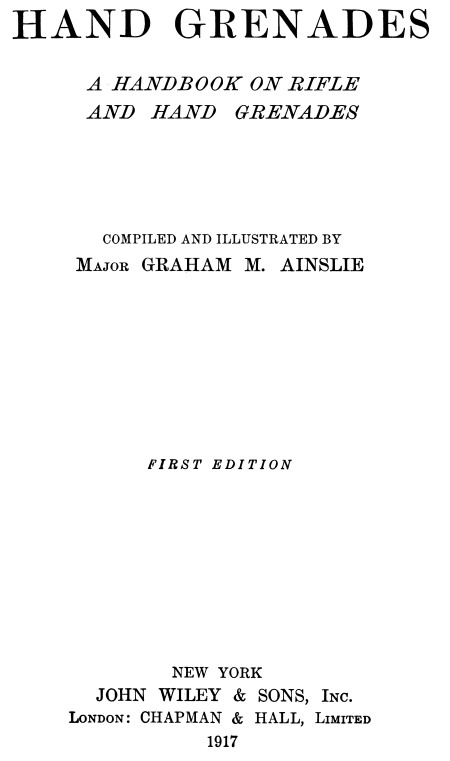 HAND GRENADES
A HANDBOOK ON RIFLE
AND HAND GRENADES
COMPILED AND ILLUSTRATED BY
MAJOR GRAHAM M. AINSLIE
FIRST EDITION
NEW YORK
JOHN WILEY & SONS, INC.
LONDON: CHAPMAN & HALL, LIMITED
1917